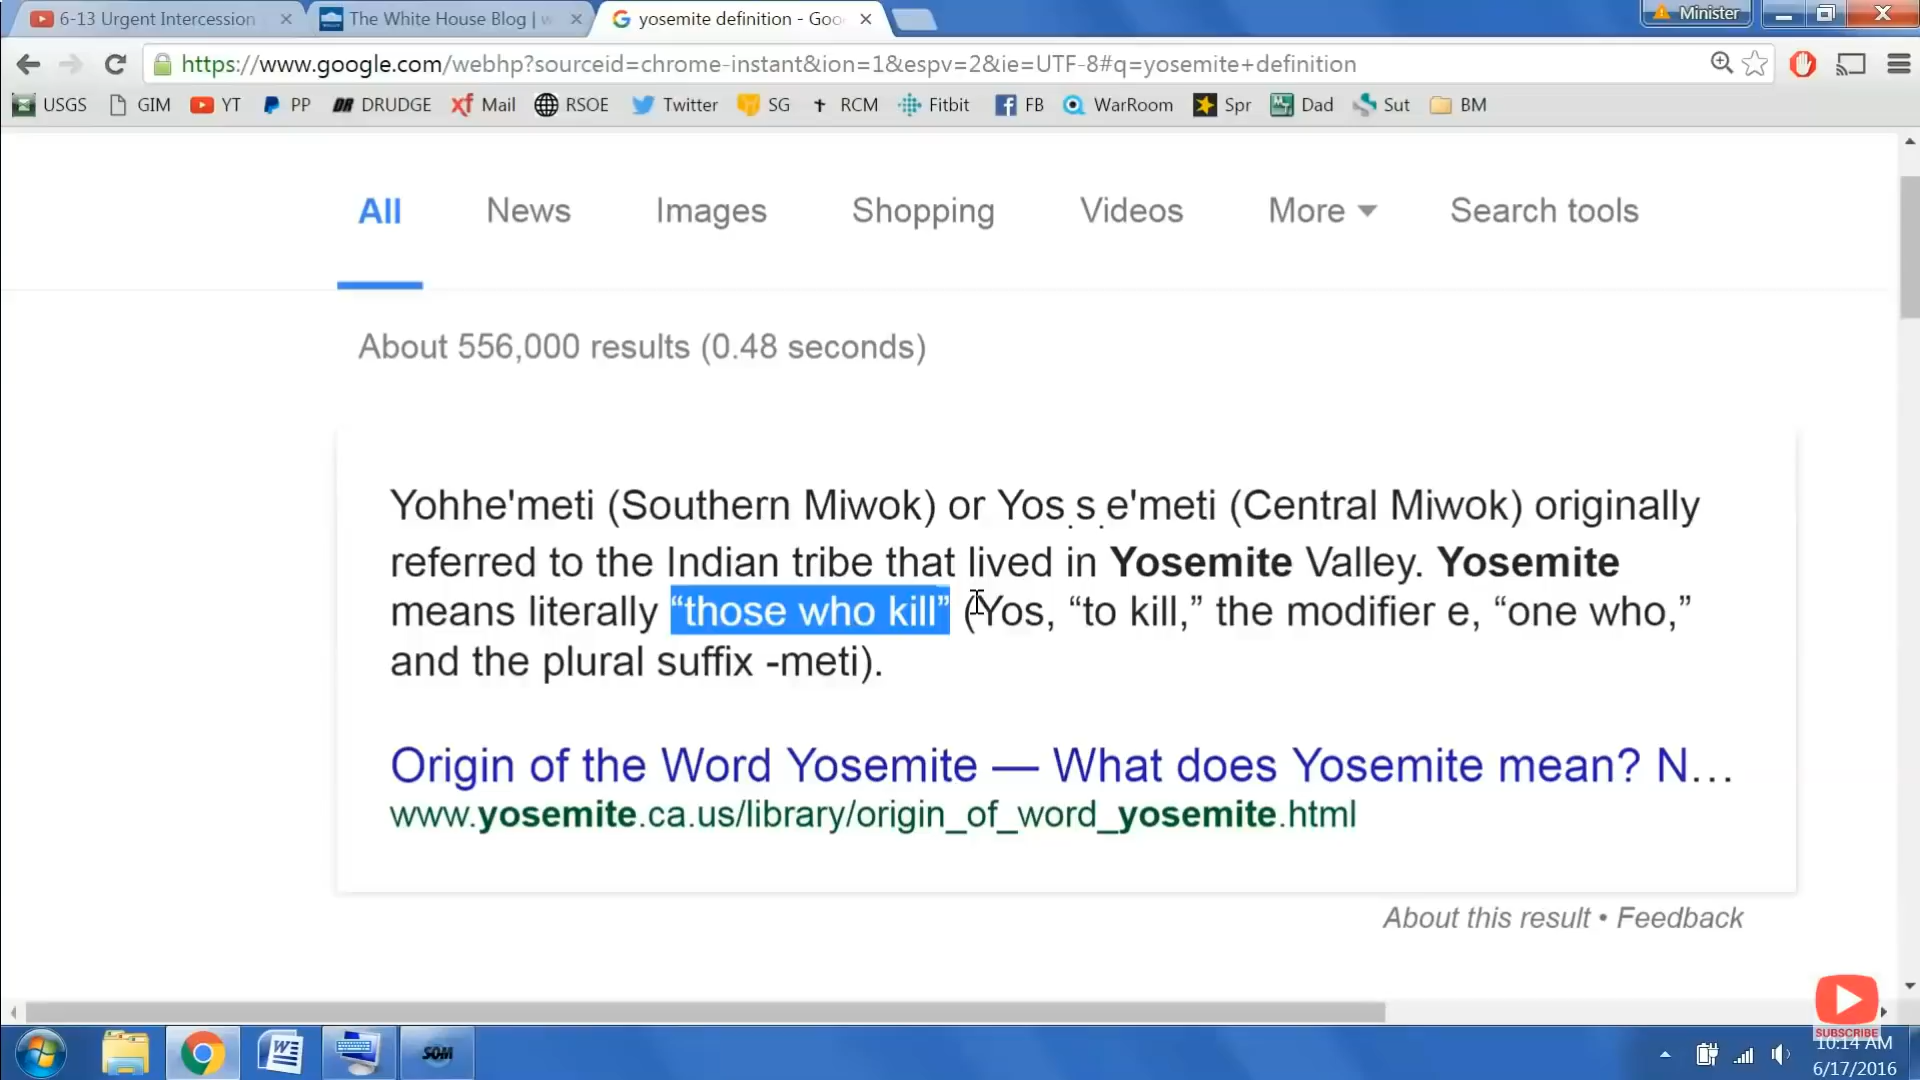 6-13 Urgent Intercession
The White House Blog | w
yosemite definition - Goo
Minister
https://www.google.com/webhp?sourceid=chrome-instant&ion=1&espv=2&ie=UTF-8#q=yosemite+definition
USGS GIM YT PP DRUDGE Mail RSOE Twitter SG RCM Fitbit FB WarRoom Spr Dad Sut BM
All News Images Shopping Videos More Search tools
About 556,000 results (0.48 seconds)
Yohhe'meti (Southern Miwok) or Yos s e'meti (Central Miwok) originally
referred to the Indian tribe that lived in Yosemite Valley. Yosemite
means literally “those who kill” (Yos, “to kill,” the modifier e, “one who,”
and the plural suffix -meti).
Origin of the Word Yosemite — What does Yosemite mean? N...
www.yosemite.ca.us/library/origin_of_word_yosemite.html
About this result • Feedback
SUBSCRIBE
SOM
10:14 AM
6/17/2016